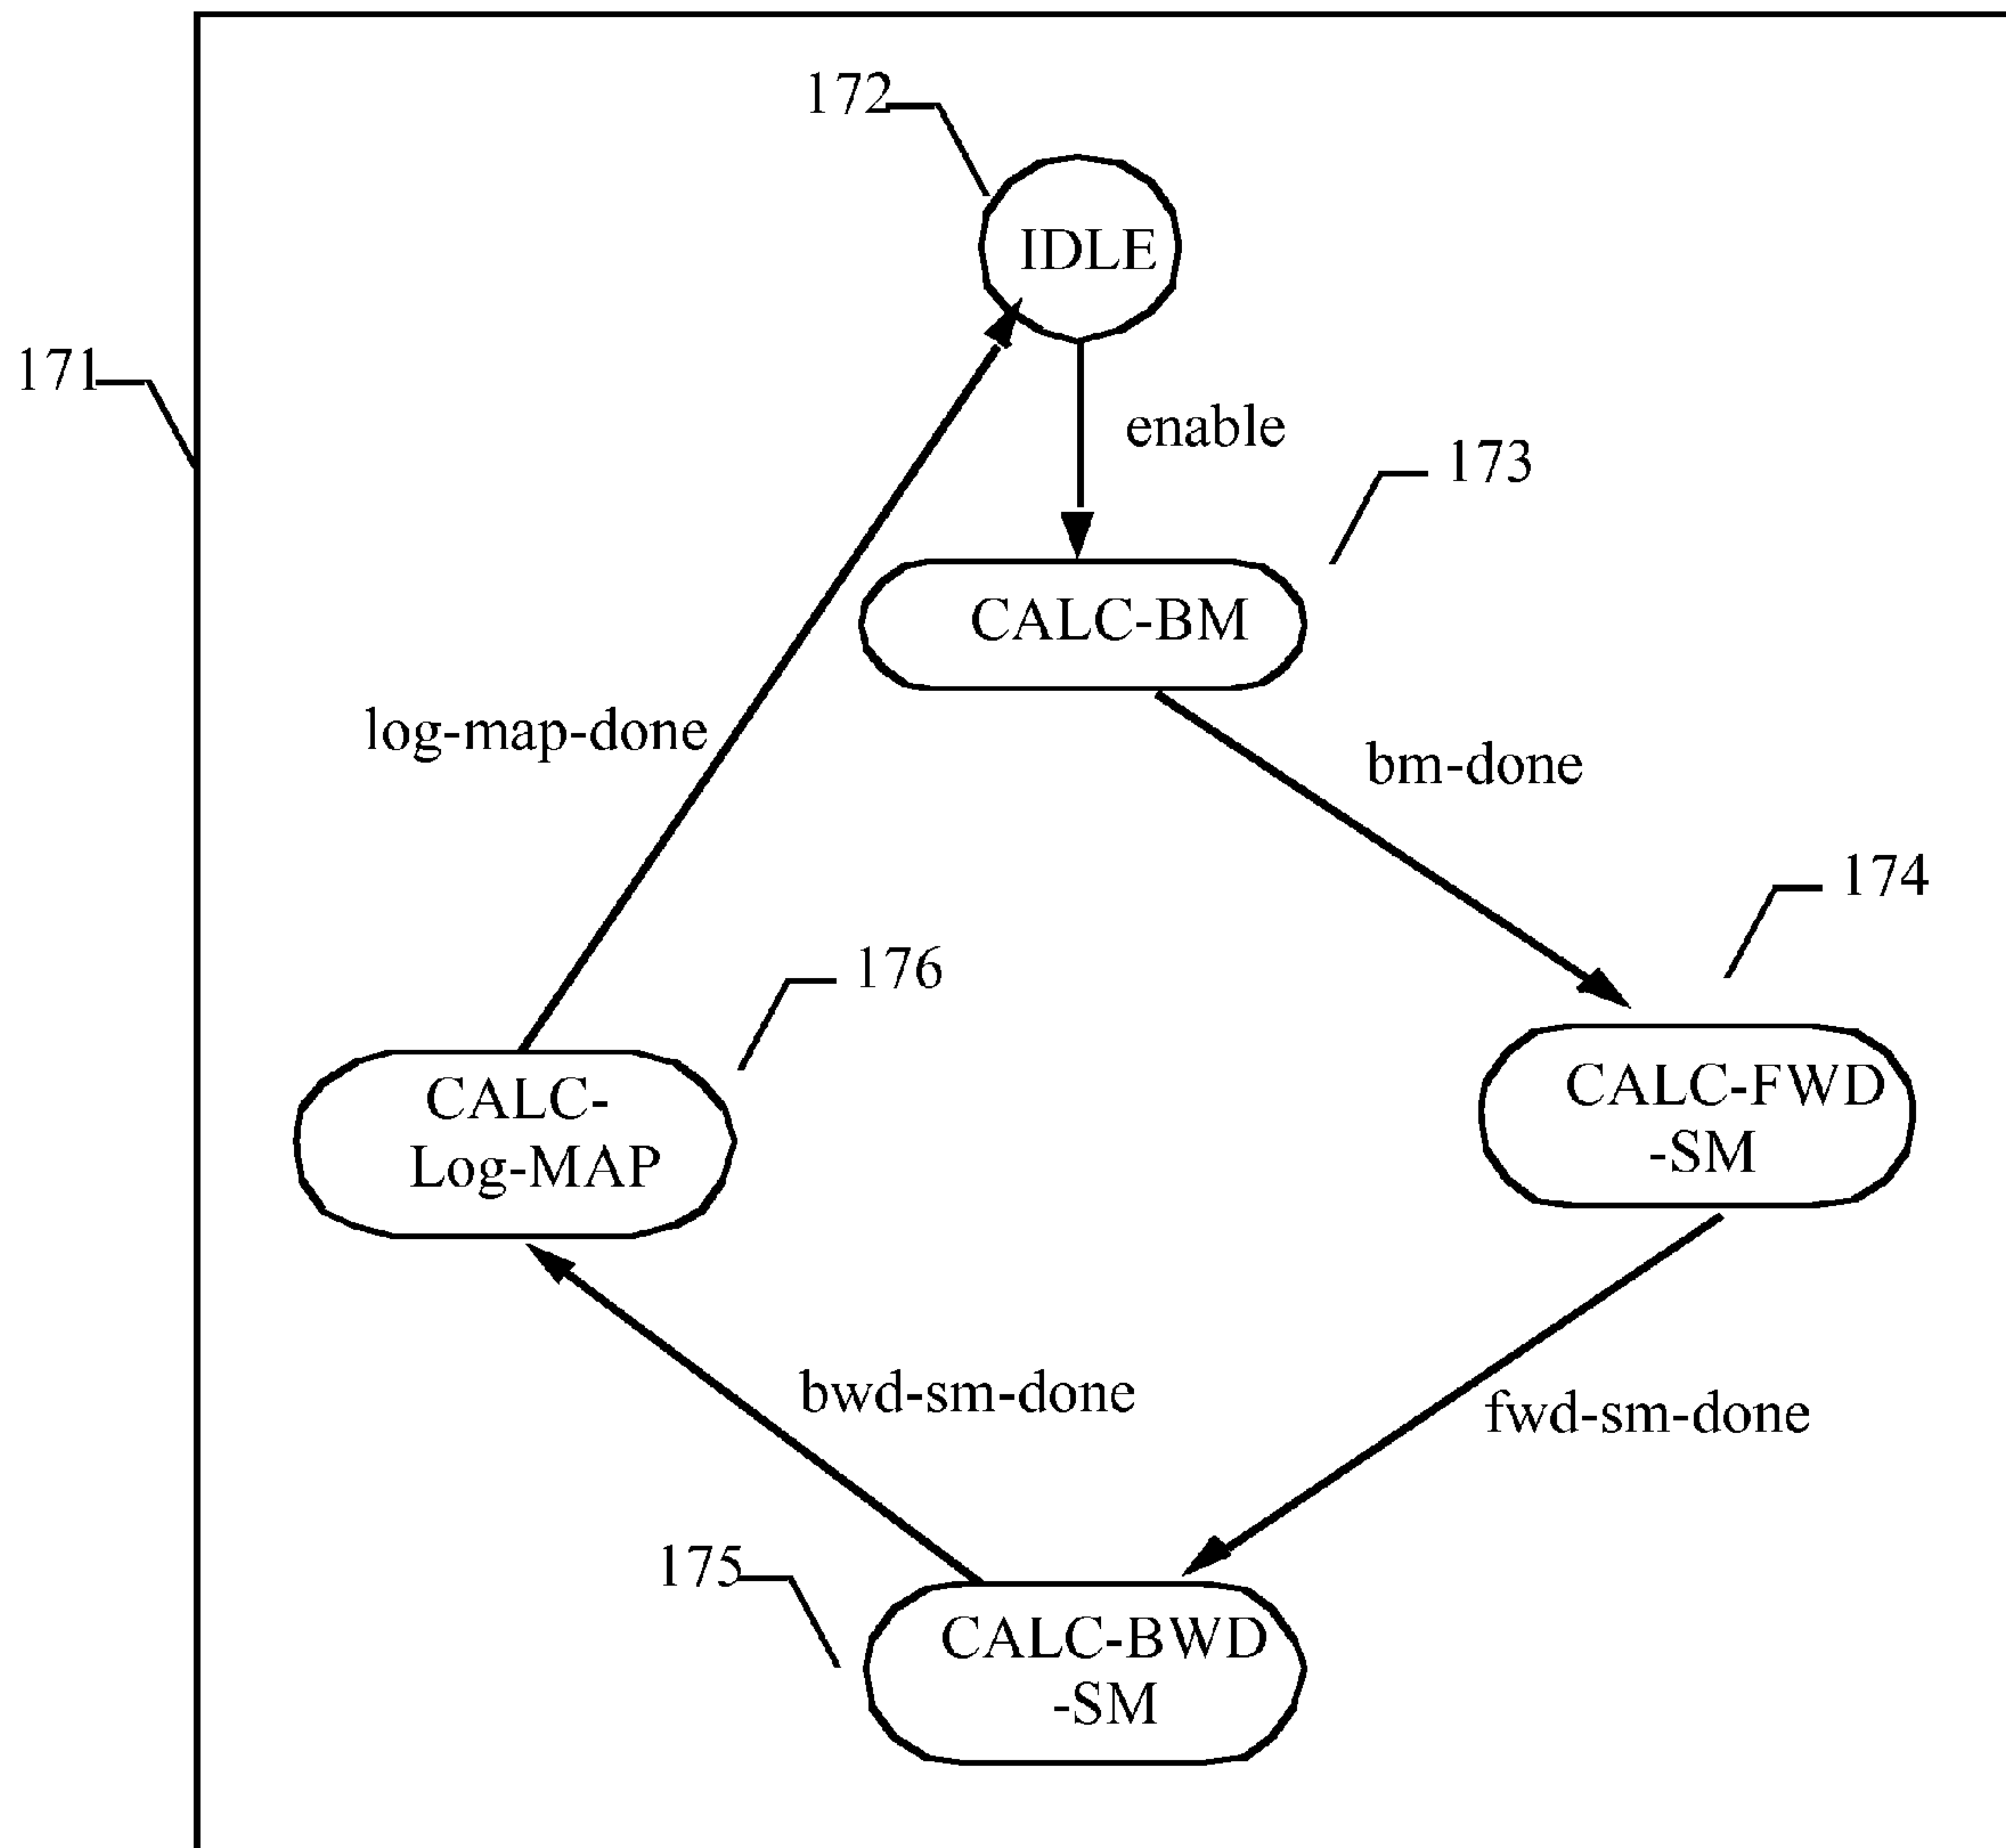 172
IDLE
171
enable
173
CALC-BM
log-map-done
bm-done
174
176
CALC-
Log-MAP
CALC-FWD
-SM
bwd-sm-done
fwd-sm-done
175
CALC-BWD
-SM